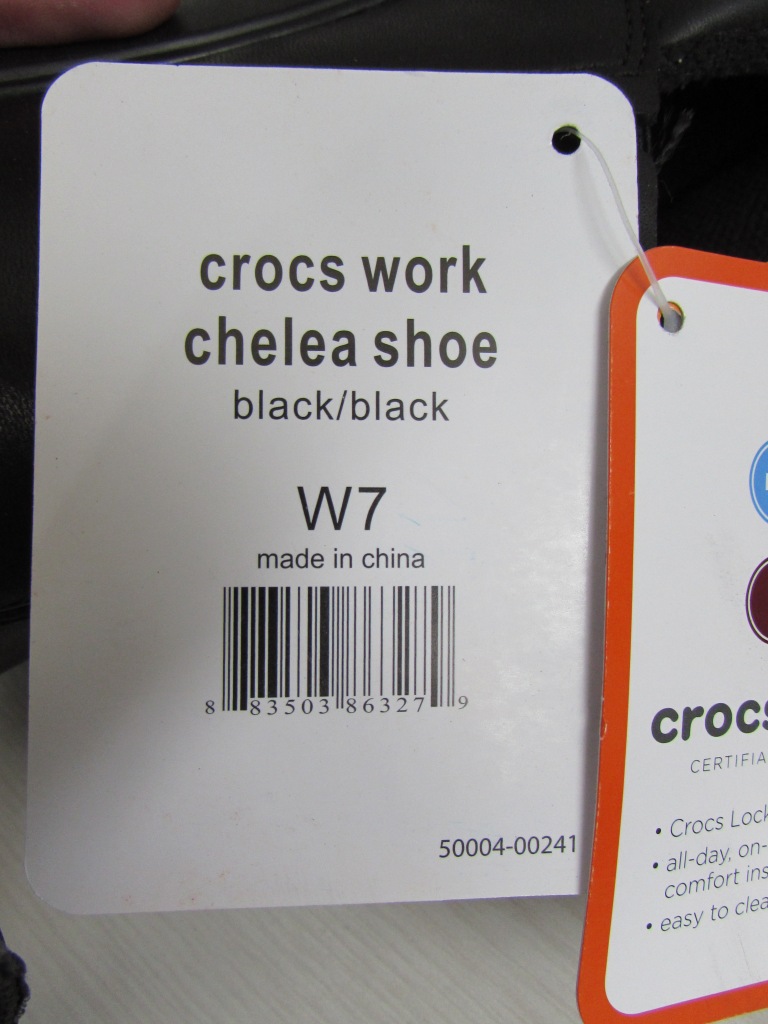 crocs work
chelea shoe
black/black
W7
made in china
8 83503 86327 9
50004-00241
crocs
• Crocs Lock
• all-day, on-
comfort ins
• easy to clea